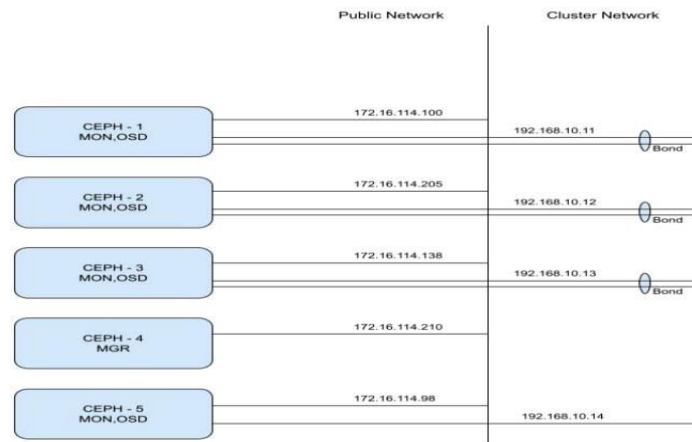 Public Network
Cluster Network
172.16.114.100
CEPH - 1
MON,OSD
192.168.10.11
Bond
172.16.114.205
CEPH - 2
MON,OSD
192.168.10.12
Bond
172.16.114.138
CEPH - 3
MON,OSD
192.168.10.13
Bond
172.16.114.210
CEPH - 4
MGR
172.16.114.98
CEPH - 5
MON,OSD
192.168.10.14